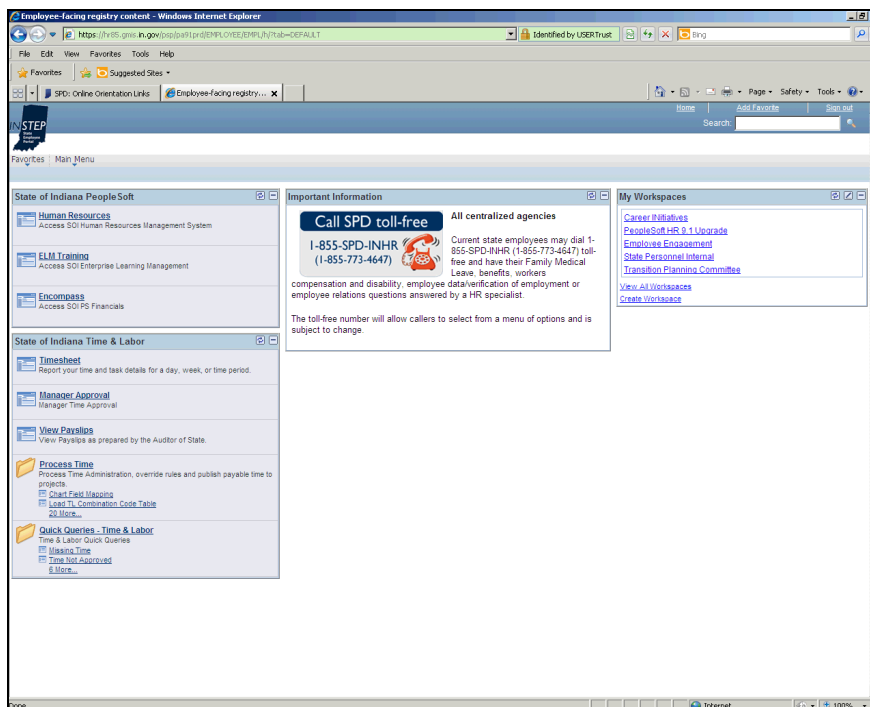 Employee-facing registry content - Windows Internet Explorer
https://hr85.gmis.in.gov/psp/pa91prd/EMPLOYEE/EMPL/h/?tab=DEFAULT
Identified by USERTrust
Bing
File Edit View Favorites Tools Help
Favorites
Suggested Sites
SPD: Online Orientation Links
Employee-facing registry...
Page Safety Tools
Home Add Favorite Sign out
INSTEP
State
Employee
Portal
Search:
Favorites Main Menu
State of Indiana PeopleSoft
Human Resources
Access SOI Human Resources Management System
ELM Training
Access SOI Enterprise Learning Management
Encompass
Access SOI PS Financials
State of Indiana Time & Labor
Timesheet
Report your time and task details for a day, week, or time period.
Manager Approval
Manager Time Approval
View Payslips
View Payslips as prepared by the Auditor of State.
Process Time
Process Time Administration, override rules and publish payable time to
projects.
Chart Field Mapping
Load TL Combination Code Table
20 More...
Quick Queries - Time & Labor
Time & Labor Quick Queries
Missing Time
Time Not Approved
6 More...
Important Information
Call SPD toll-free
1-855-SPD-INHR
(1-855-773-4647)
All centralized agencies
Current state employees may dial 1-
855-SPD-INHR (1-855-773-4647) toll-
free and have their Family Medical
Leave, benefits, workers
compensation and disability, employee data/verification of employment or
employee relations questions answered by a HR specialist.
The toll-free number will allow callers to select from a menu of options and is
subject to change.
My Workspaces
Career INitiatives
PeopleSoft HR 9.1 Upgrade
Employee Engagement
State Personnel Internal
Transition Planning Committee
View All Workspaces
Create Workspace
Done
Internet
100%